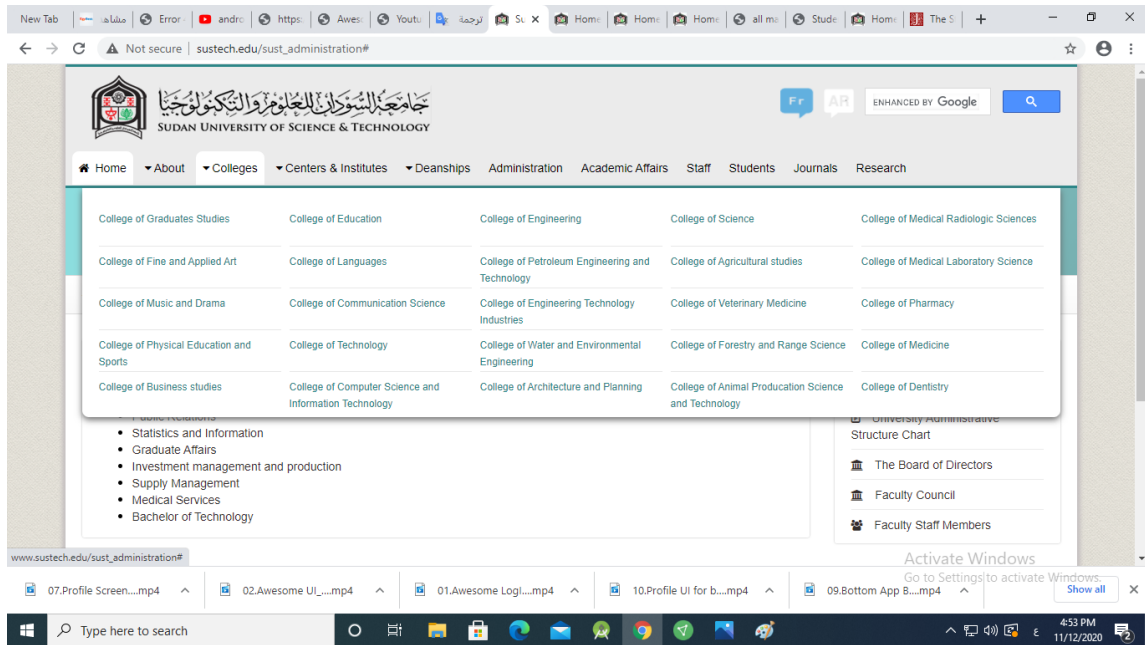 New Tab
مشاهد
Error
andro
https:
Awes
Youtu
ترجمة
Su
Home
Home
Home
all ma
Stude
Home
The S
Not secure | sustech.edu/sust_administration#
جامعة السودان للعلوم والتكنولوجيا
SUDAN UNIVERSITY OF SCIENCE & TECHNOLOGY
Fr
AR
ENHANCED BY Google
Home About Colleges Centers & Institutes Deanships Administration Academic Affairs Staff Students Journals Research
College of Graduates Studies
College of Education
College of Engineering
College of Science
College of Medical Radiologic Sciences
College of Fine and Applied Art
College of Languages
College of Petroleum Engineering and
Technology
College of Agricultural studies
College of Medical Laboratory Science
College of Music and Drama
College of Communication Science
College of Engineering Technology
Industries
College of Veterinary Medicine
College of Pharmacy
College of Physical Education and
Sports
College of Technology
College of Water and Environmental
Engineering
College of Forestry and Range Science
College of Medicine
College of Business studies
College of Computer Science and
Information Technology
College of Architecture and Planning
College of Animal Producation Science
and Technology
College of Dentistry
Public Relations
Statistics and Information
Graduate Affairs
Investment management and production
Supply Management
Medical Services
Bachelor of Technology
University Administrative
Structure Chart
The Board of Directors
Faculty Council
Faculty Staff Members
www.sustech.edu/sust_administration#
Activate Windows
Go to Settings to activate Windows.
07.Profile Screen....mp4
02.Awesome UI_....mp4
01.Awesome LogI....mp4
10.Profile UI for b....mp4
09.Bottom App B....mp4
Show all
Type here to search
ع
4:53 PM
11/12/2020
2